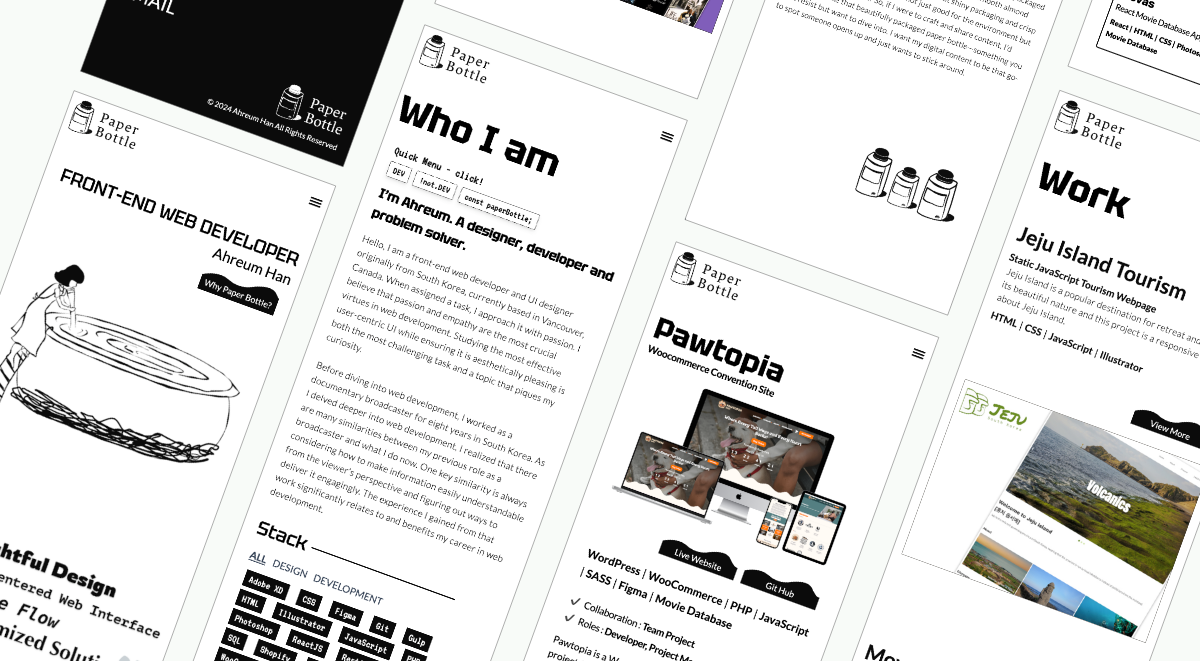 MAIL
© 2024 Ahreum Han All Rights Reserved
Paper
Bottle
Paper
Bottle
FRONT-END WEB DEVELOPER
Ahreum Han
Why Paper Bottle?
htful Design
entered Web Interface
e Flow
mized Soluti
Paper
Bottle
Who I am
Quick Menu - click!
DEV
!not.DEV
const paperBottle;
I'm Ahreum. A designer, developer and
problem solver.
Hello, I am a front-end web developer and UI designer
originally from South Korea, currently based in Vancouver,
Canada. When assigned a task, I approach it with passion. I
believe that passion and empathy are the most crucial
virtues in web development. Studying the most effective
user-centric UI while ensuring it is aesthetically pleasing is
both the most challenging task and a topic that piques my
curiosity.
Before diving into web development, I worked as a
documentary broadcaster for eight years in South Korea. As
I delved deeper into web development, I realized that there
are many similarities between my previous role as a
broadcaster and what I do now. One key similarity is always
considering how to make information easily understandable
from the viewer's perspective and figuring out ways to
deliver it engagingly. The experience I gained from that
work significantly relates to and benefits my career in web
development.
Stack
ALL DESIGN DEVELOPMENT
Adobe XD
CSS
Figma
Git
Gulp
HTML
Illustrator
JavaScript
PHP
Photoshop
ReactJS
SQL
Shopify
shiny packaging and crisp
not just good for the environment but
So, if I were to craft and share content, I'd
that beautifully packaged paper bottle—something you
resist but want to dive into. I want my digital content to be that go-
to spot someone opens up and just wants to stick around.
Paper
Bottle
Pawtopia
Woocommerce Convention Site
Live Website
Git Hub
WordPress | WooCommerce | PHP | JavaScript
| SASS | Figma | Movie Database
Collaboration : Team Project
Roles : Developer, Project Ma
Pawtopia is a W
React Movie Database Ap
React | HTML | CSS | Photos
Movie Database
Paper
Bottle
Work
Jeju Island Tourism
Static JavaScript Tourism Webpage
Jeju Island is a popular destination for retreat and
its beautiful nature and this project is a responsive
about Jeju Island.
HTML | CSS | JavaScript | Illustrator
View More
JEJU
Volcanics
Welcome to Jeju Island
Mov